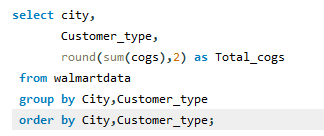 select city,
Customer_type,
round(sum(cogs),2) as Total_cogs
from walmartdata
group by City,Customer_type
order by City,Customer_type;